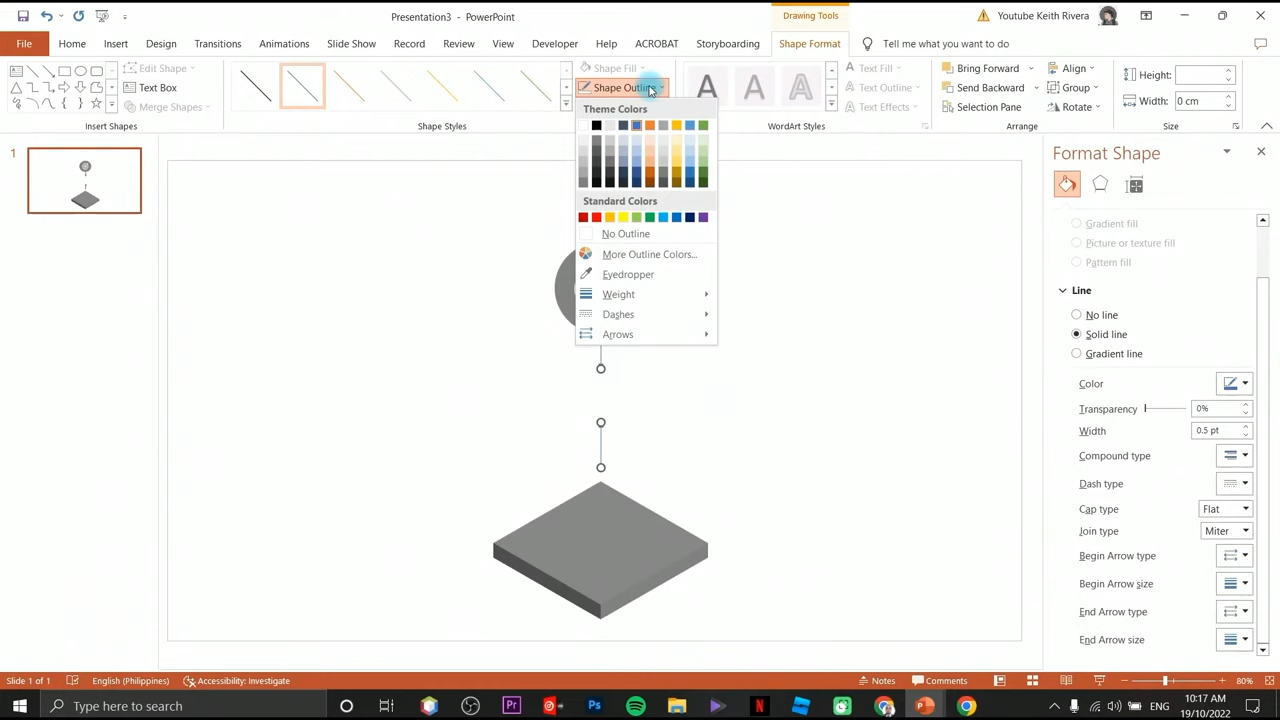 Presentation3 - PowerPoint
Drawing Tools
Youtube Keith Rivera
File
Home
Insert
Design
Transitions
Animations
Slide Show
Record
Review
View
Developer
Help
ACROBAT
Storyboarding
Shape Format
Tell me what you want to do
Edit Shape
Text Box
Merge Shapes
Insert Shapes
Shape Styles
Shape Fill
Shape Outline
A
A
A
WordArt Styles
Text Fill
Text Outline
Text Effects
Bring Forward
Send Backward
Selection Pane
Align
Group
Rotate
Arrange
Height:
Width: 0 cm
Size
Theme Colors
Standard Colors
No Outline
More Outline Colors...
Eyedropper
Weight
Dashes
Arrows
1
Format Shape
Gradient fill
Picture or texture fill
Pattern fill
Line
No line
Solid line
Gradient line
Color
Transparency 0%
Width 0.5 pt
Compound type
Dash type
Cap type Flat
Join type Miter
Begin Arrow type
Begin Arrow size
End Arrow type
End Arrow size
Slide 1 of 1
English (Philippines)
Accessibility: Investigate
Notes
Comments
80%
Type here to search
Pr
Ps
ENG
10:17 AM
19/10/2022